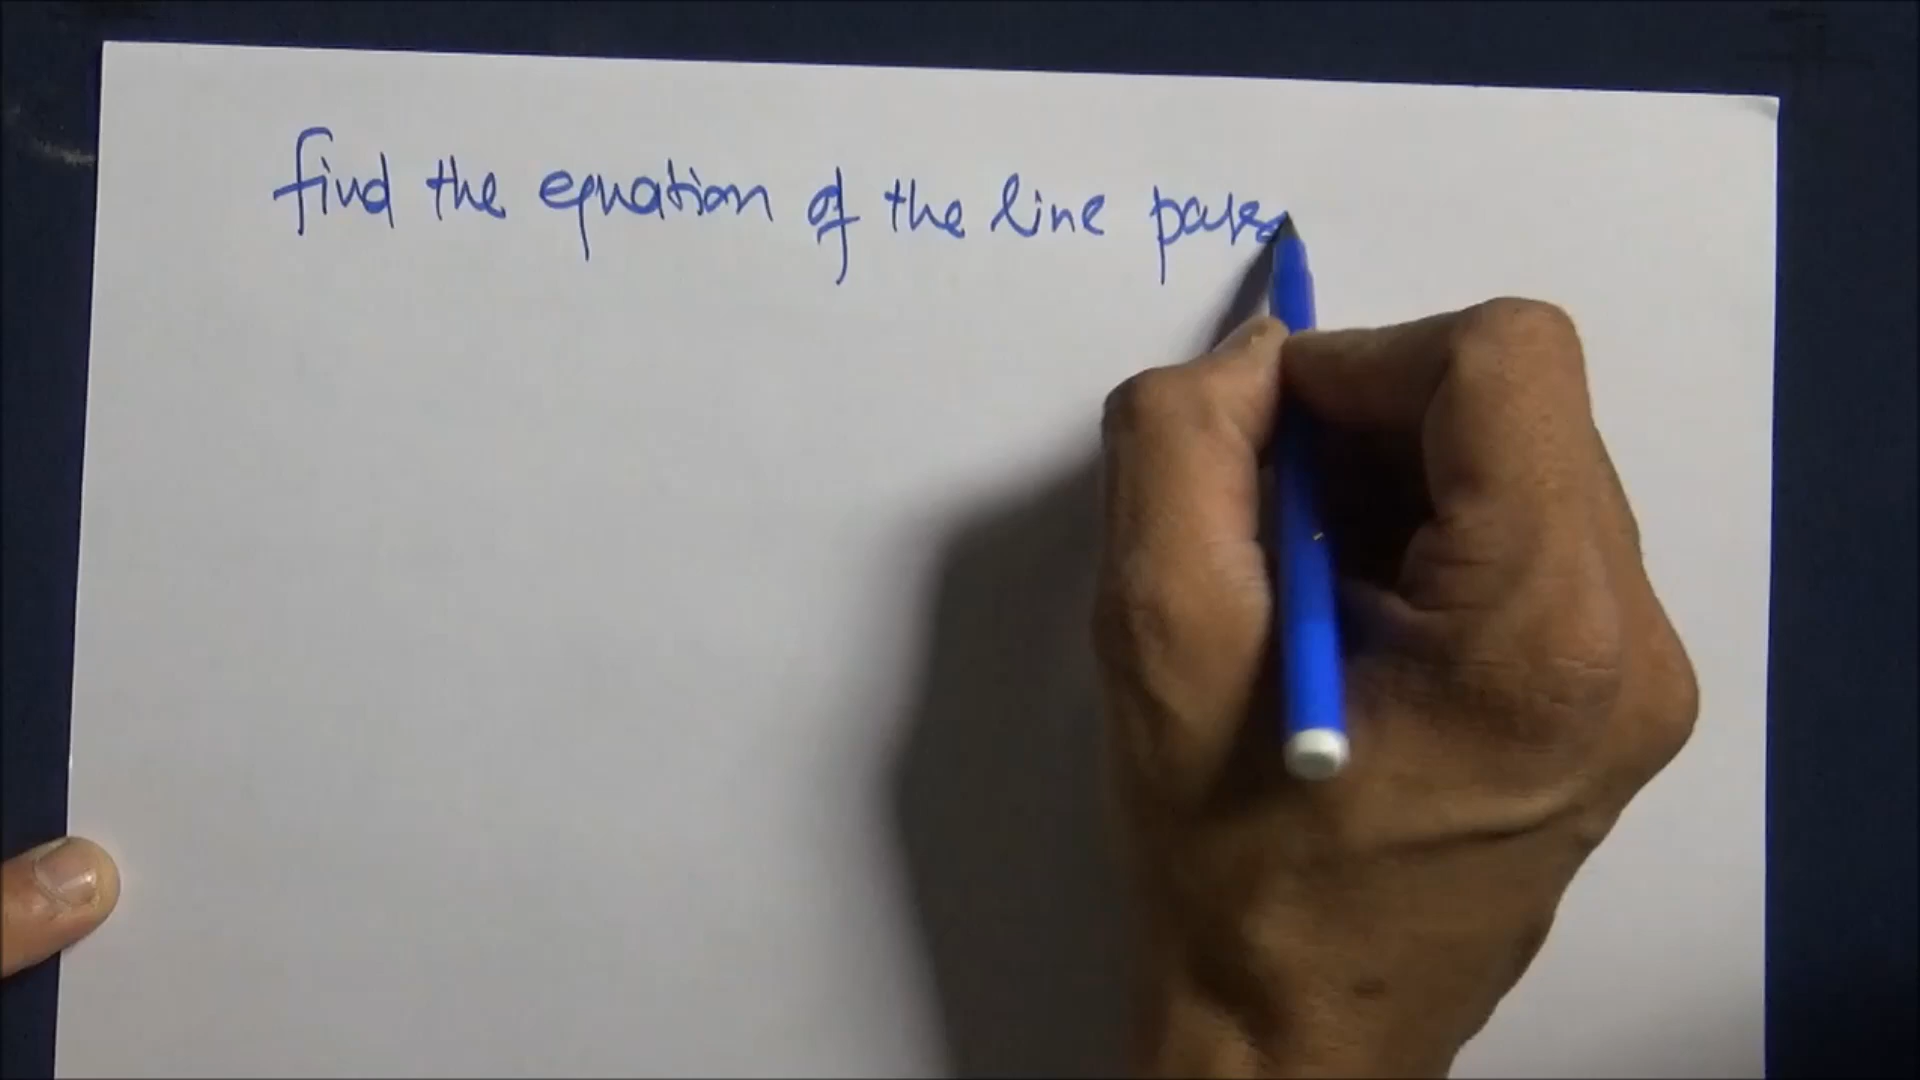 find the equation of the line pass